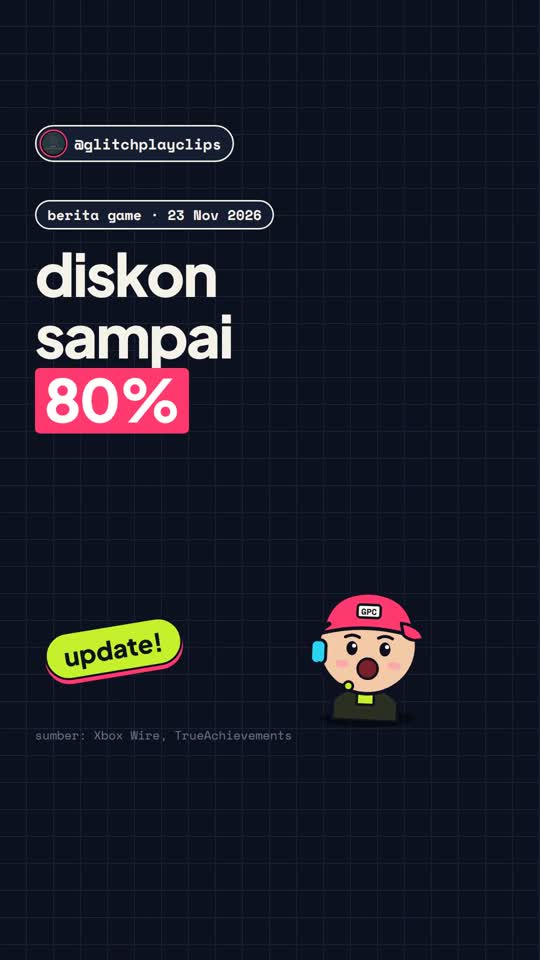 @glitchplayclips
berita game · 23 Nov 2026
diskon
sampai
80%
GPC
update!
sumber: Xbox Wire, TrueAchievements